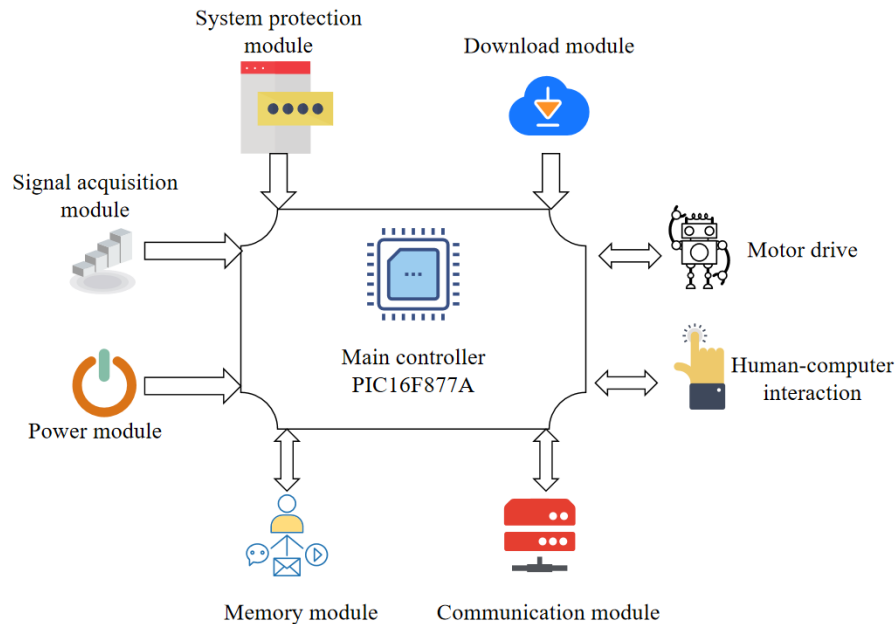 System protection
module
Download module
Signal acquisition
module
Motor drive
Main controller
PIC16F877A
Human-computer
interaction
Power module
Memory module
Communication module